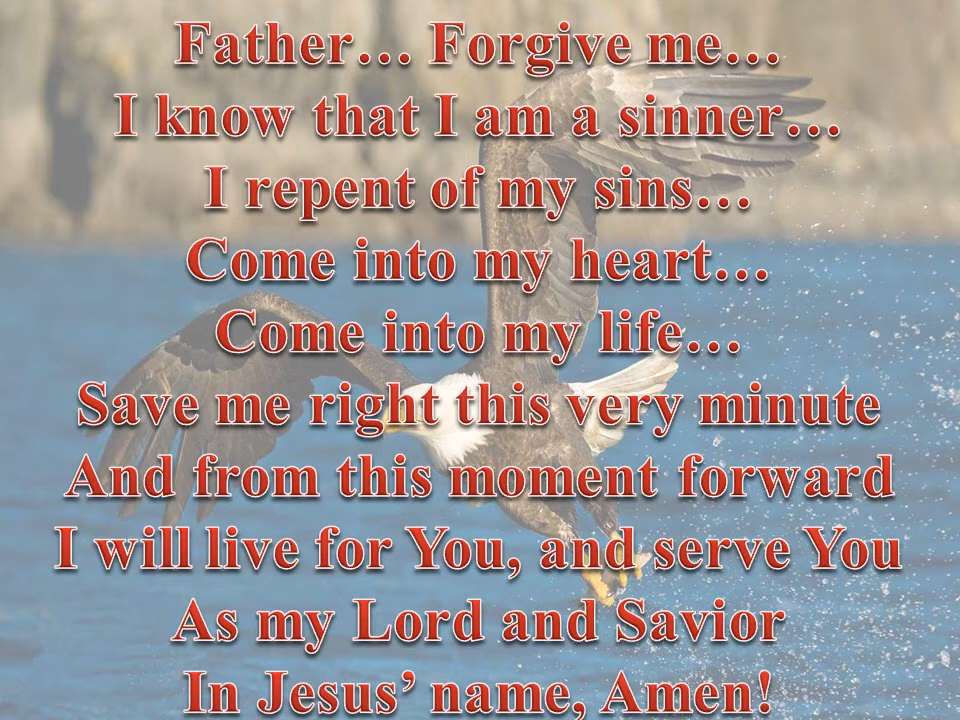 Father… Forgive me…
I know that I am a sinner…
I repent of my sins…
Come into my heart…
Come into my life…
Save me right this very minute
And from this moment forward
I will live for You, and serve You
As my Lord and Savior
In Jesus’ name, Amen!